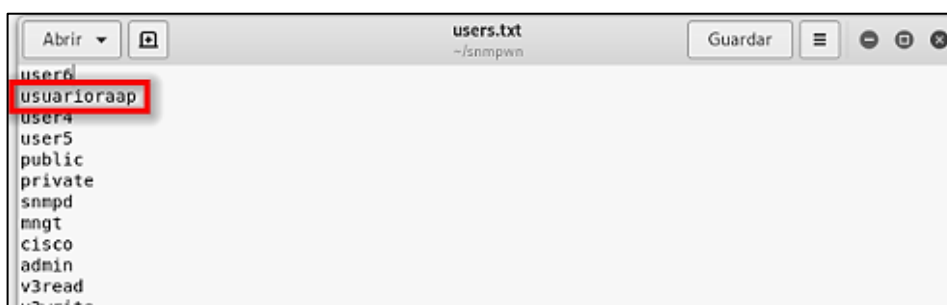 Abrir
users.txt
~/snmpwn
Guardar
user6
usuarioraap
user4
user5
public
private
snmpd
mngt
cisco
admin
v3read